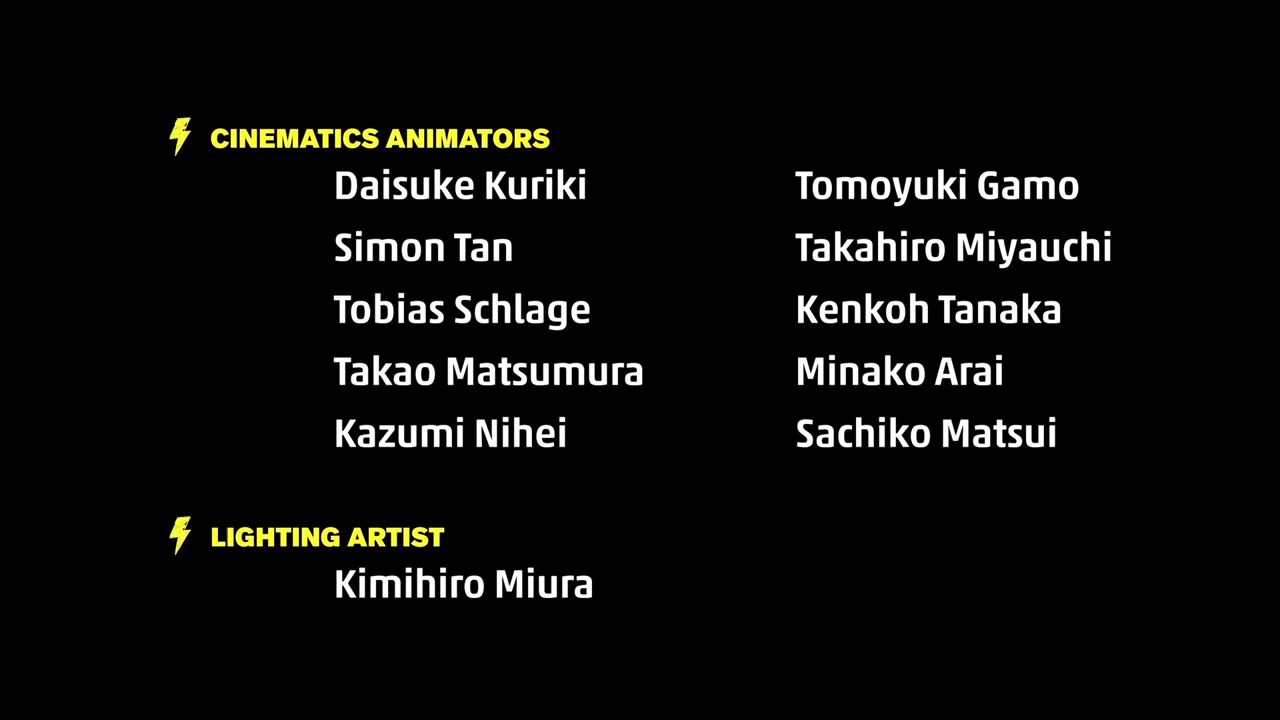 CINEMATICS ANIMATORS
Daisuke Kuriki Tomoyuki Gamo
Simon Tan Takahiro Miyauchi
Tobias Schlage Kenkoh Tanaka
Takao Matsumura Minako Arai
Kazumi Nihei Sachiko Matsui
LIGHTING ARTIST
Kimihiro Miura